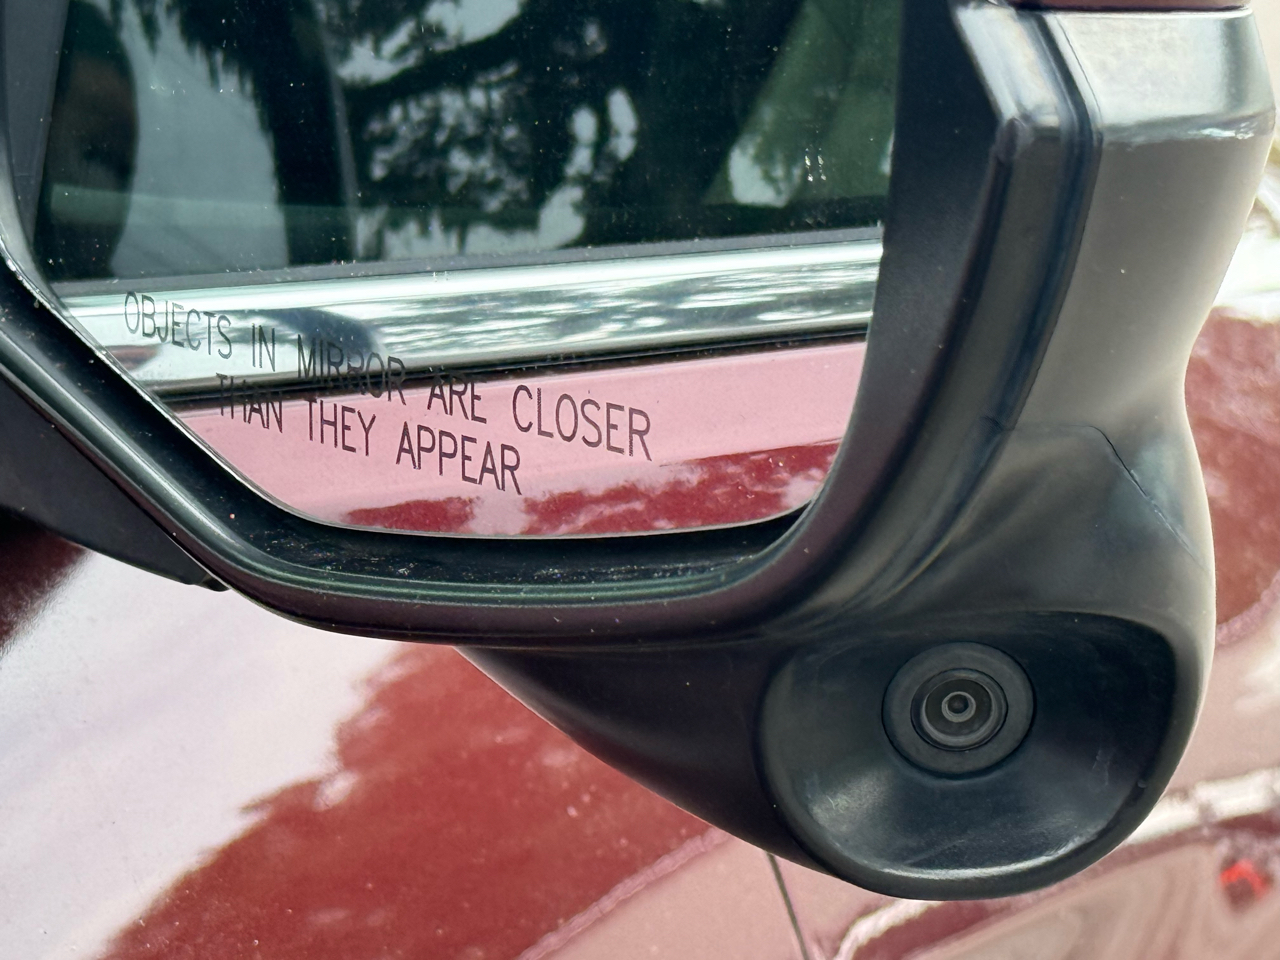 OBJECTS IN MIRROR ARE CLOSER
THAN THEY APPEAR